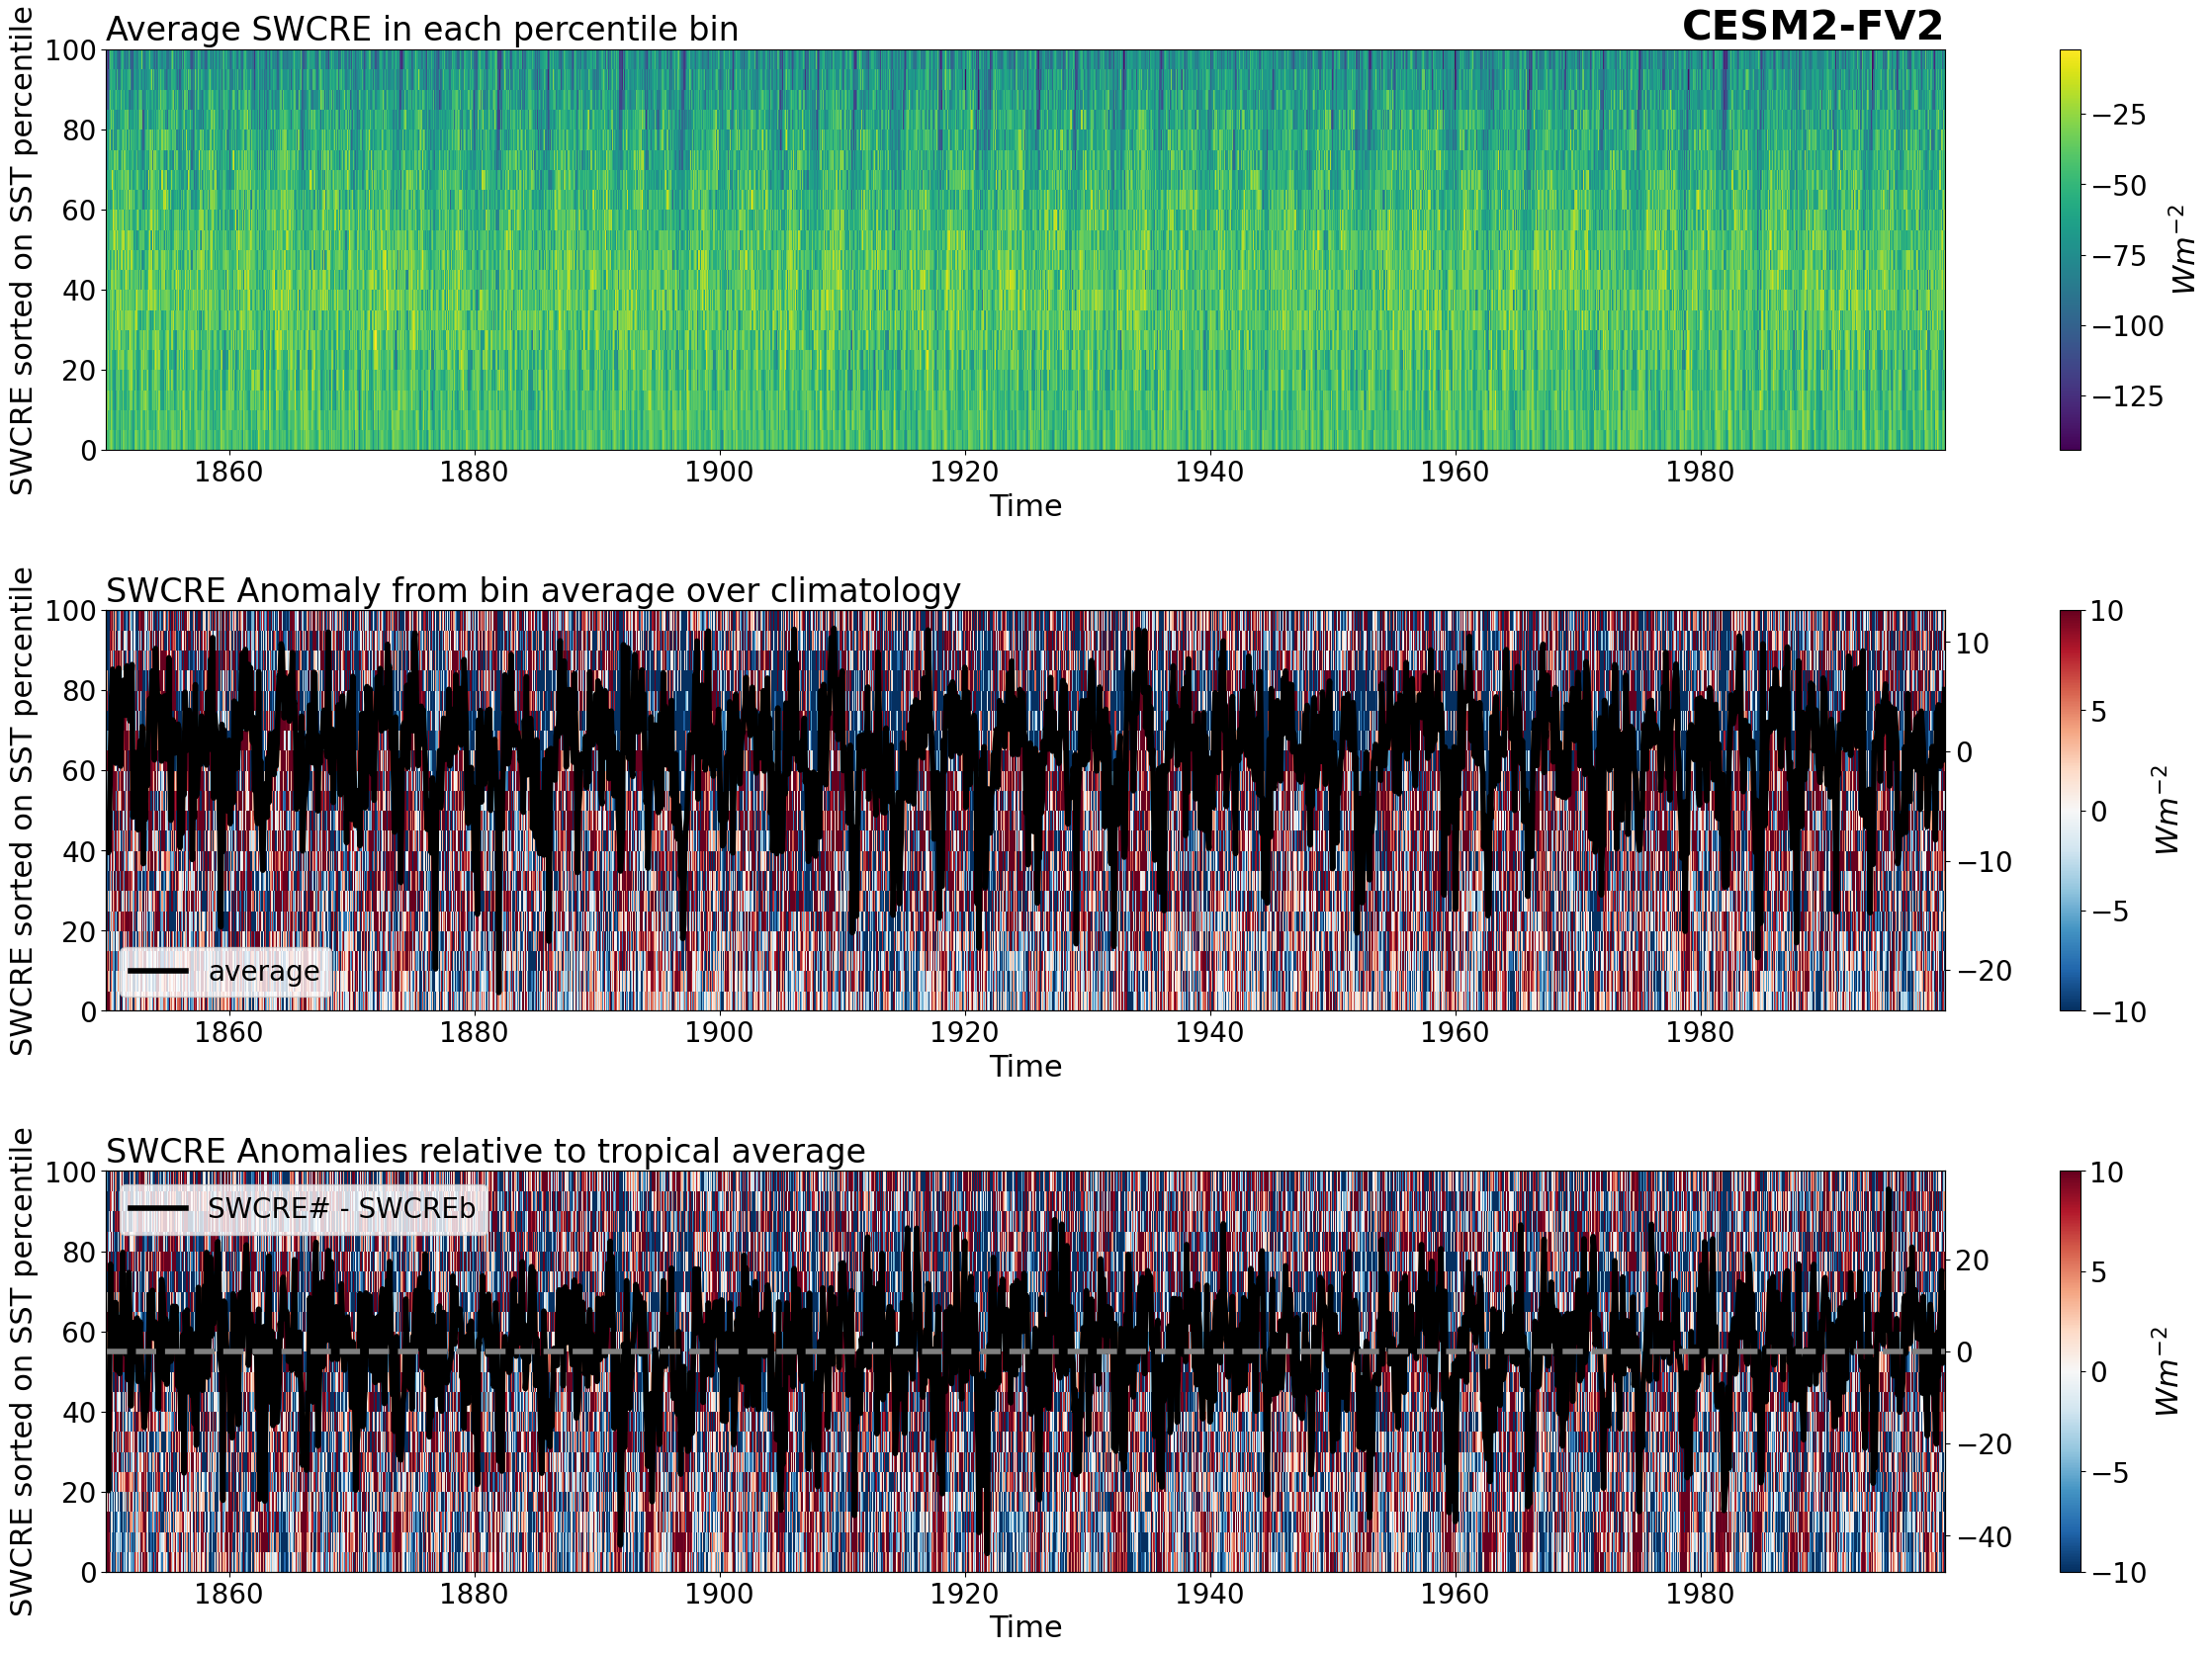 Average SWCRE in each percentile bin
CESM2-FV2
SWCRE sorted on SST percentile
100
80
60
40
20
0
1860 1880 1900 1920 1940 1960 1980
Time
−25
−50
−75
−100
−125
Wm−2
SWCRE Anomaly from bin average over climatology
SWCRE sorted on SST percentile
100
80
60
40
20
0
average
1860 1880 1900 1920 1940 1960 1980
Time
10
0
−10
−20
10
5
0
−5
−10
Wm−2
SWCRE Anomalies relative to tropical average
SWCRE sorted on SST percentile
100
80
60
40
20
0
SWCRE# - SWCREb
1860 1880 1900 1920 1940 1960 1980
Time
20
0
−20
−40
10
5
0
−5
−10
Wm−2